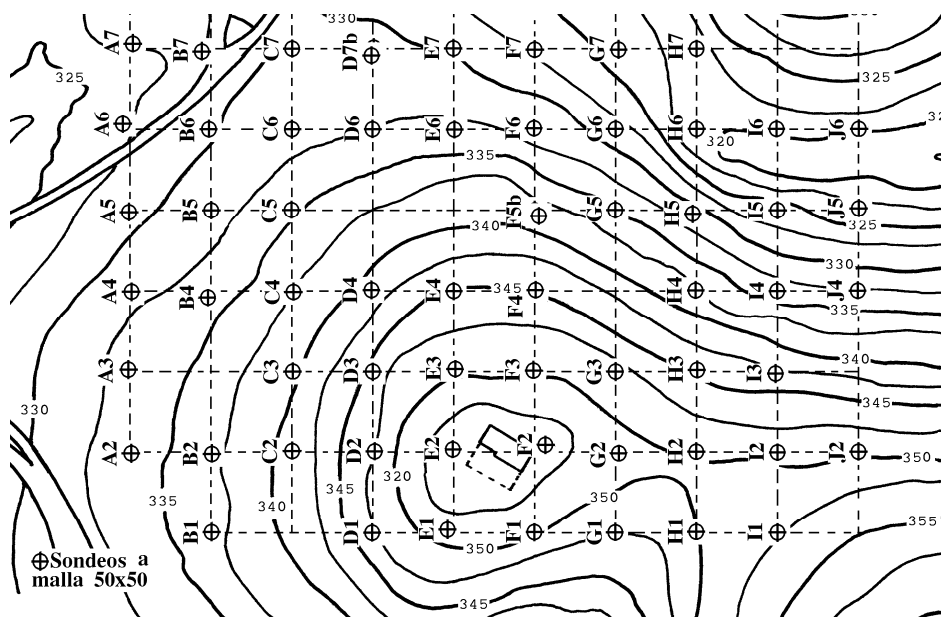 330
A7 B7 C7 D7b E7 F7 G7 H7
325 325
A6 B6 C6 D6 E6 F6 G6 H6 I6 J6
320
335
A5 B5 C5 F5b G5 H5 I5 J5
340 325
330
A4 B4 C4 D4 E4 345 F4 H4 I4 J4
335
340
A3 C3 D3 E3 F3 G3 H3 I3
330 345
A2 B2 C2 D2 E2 F2 G2 H2 I2 J2
350
320
345
335 340 350
355
B1 D1 E1 F1 G1 H1 I1
350
Sondeos a
malla 50x50
345